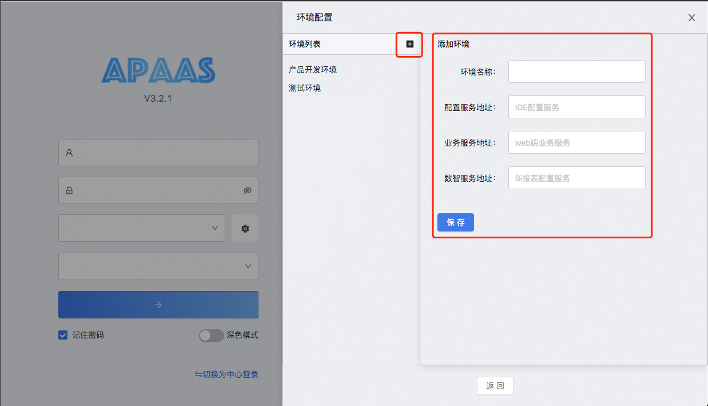 APAAS
V3.2.1
记住密码
深色模式
与切换为中心登录
环境配置
环境列表
产品开发环境
测试环境
添加环境
环境名称：
配置服务地址： IDE配置服务
业务服务地址： web端业务服务
数智服务地址： BI报表配置服务
保 存
返 回